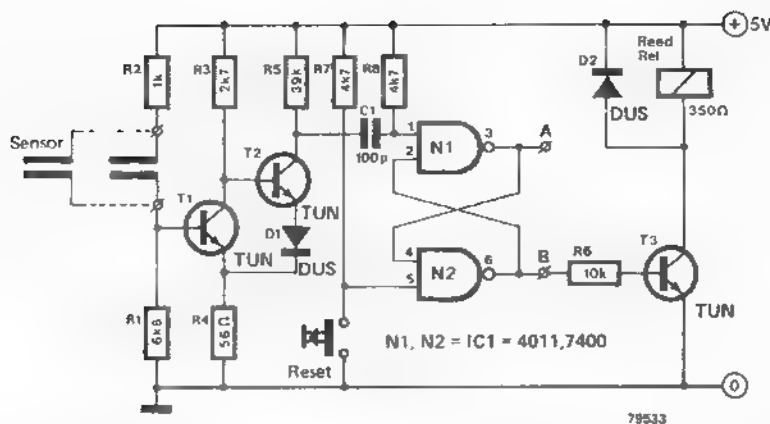 5V
R2
1k
R3
2k7
R5
39k
R7
4k7
R8
4k7
D2
DUS
Reed
Rel
350Ω
Sensor
C1
100p
1
2
N1
3
A
T2
TUN
T1
TUN
D1
DUS
4
5
N2
6
B
R6
10k
T3
TUN
R1
6k8
R4
56Ω
Reset
N1, N2 = IC1 = 4011,7400
0
79533